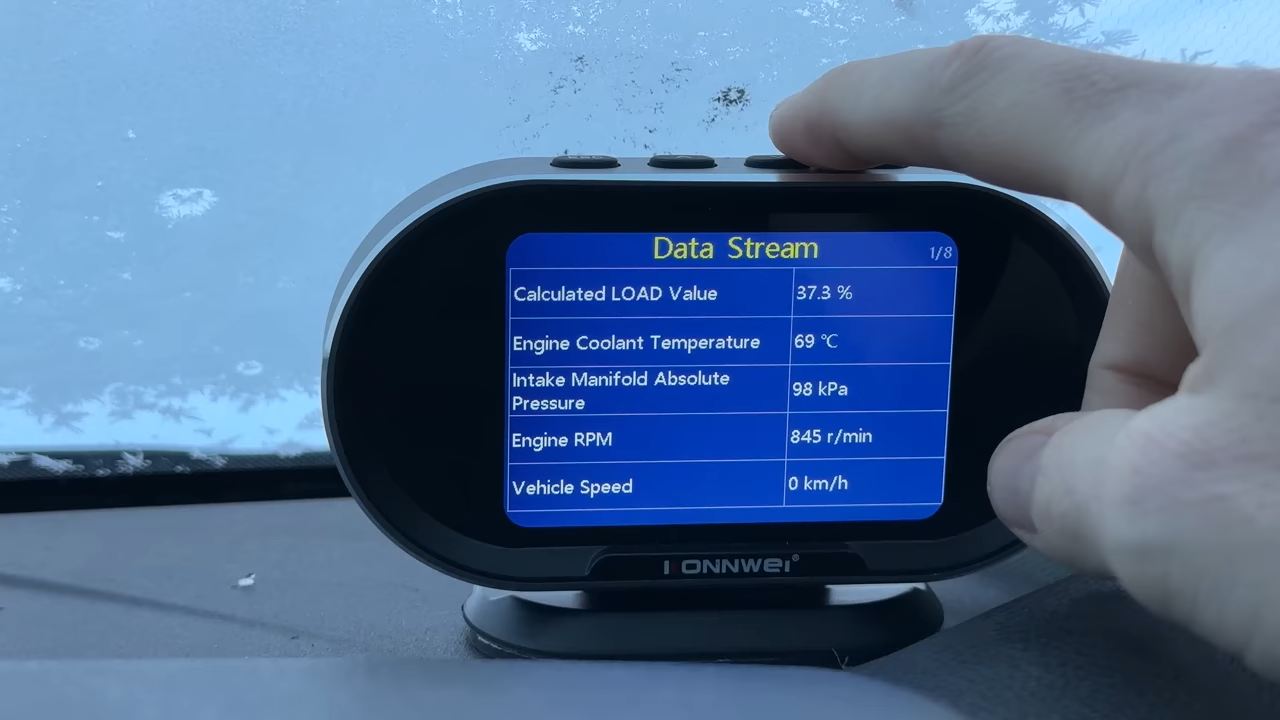 Data Stream
1/8
Calculated LOAD Value 37.3 %
Engine Coolant Temperature 69 ℃
Intake Manifold Absolute
Pressure 98 kPa
Engine RPM 845 r/min
Vehicle Speed 0 km/h
KONNWEI®